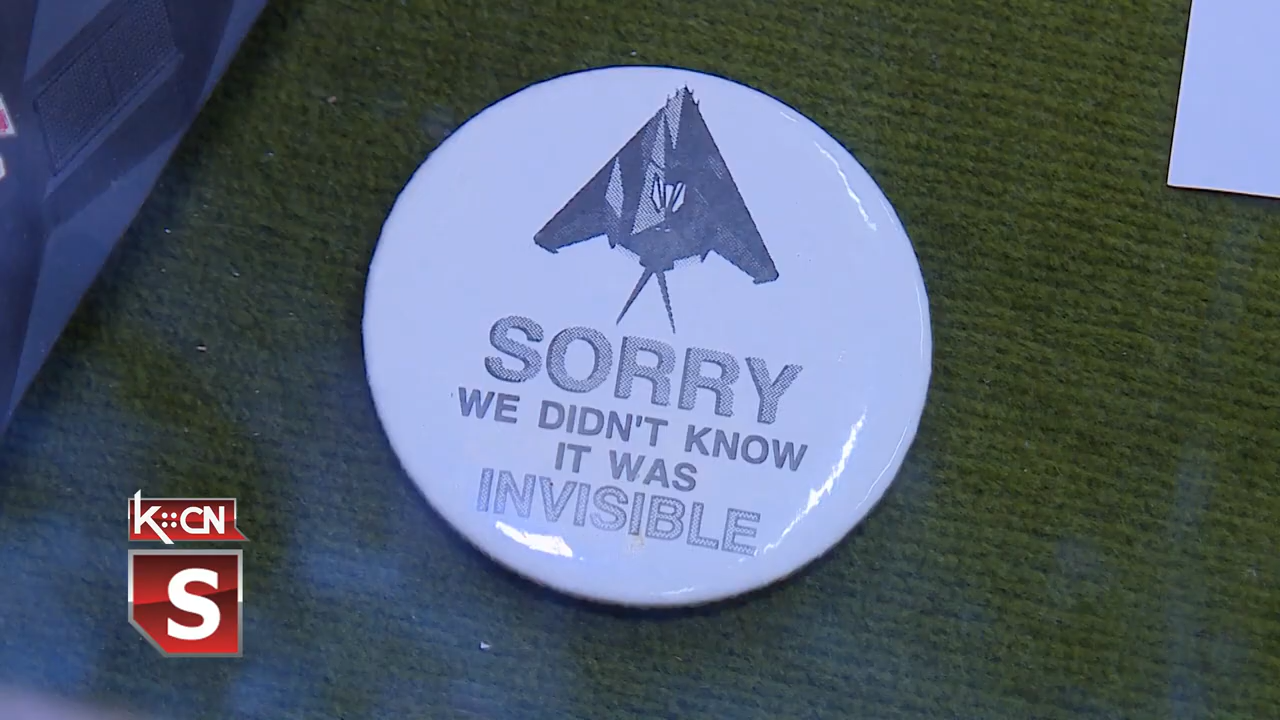 SORRY
WE DIDN'T KNOW
IT WAS
INVISIBLE
K::CN
S